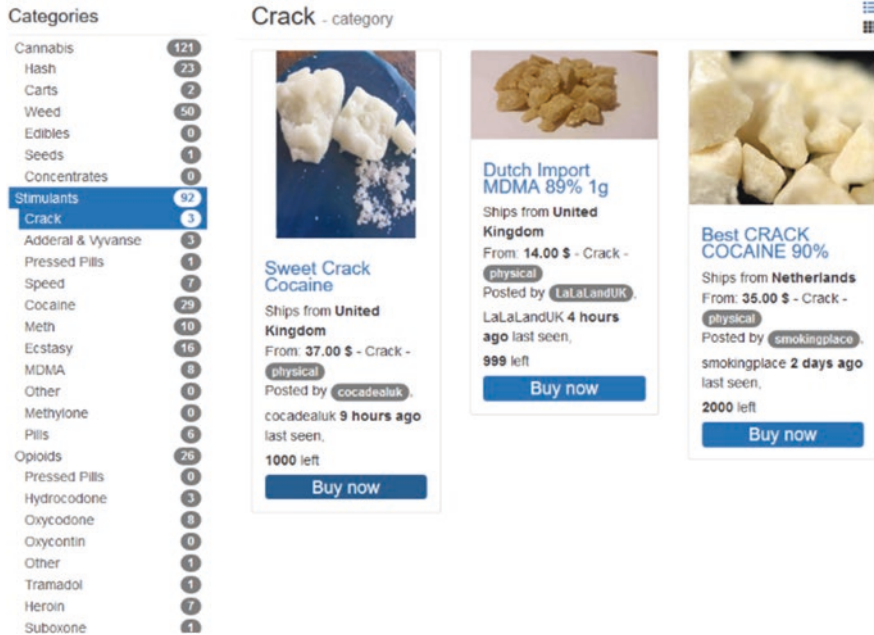 Categories
Cannabis 121
Hash 23
Carts 2
Weed 50
Edibles 0
Seeds 1
Concentrates 0
Stimulants 92
Crack 3
Adderal & Vyvanse 3
Pressed Pills 1
Speed 7
Cocaine 29
Meth 10
Ecstasy 16
MDMA 8
Other 0
Methylone 0
Pills 6
Opioids 26
Pressed Pills 0
Hydrocodone 3
Oxycodone 8
Oxycontin 0
Other 1
Tramadol 1
Heroin 7
Suboxone 1
Crack - category
Sweet Crack
Cocaine
Ships from United
Kingdom
From: 37.00 $ - Crack -
physical
Posted by cocadealuk,
cocadealuk 9 hours ago
last seen,
1000 left
Buy now
Dutch Import
MDMA 89% 1g
Ships from United
Kingdom
From: 14.00 $ - Crack -
physical
Posted by LaLaLandUK,
LaLaLandUK 4 hours
ago last seen,
999 left
Buy now
Best CRACK
COCAINE 90%
Ships from Netherlands
From: 35.00 $ - Crack -
physical
Posted by smokingplace,
smokingplace 2 days ago
last seen,
2000 left
Buy now